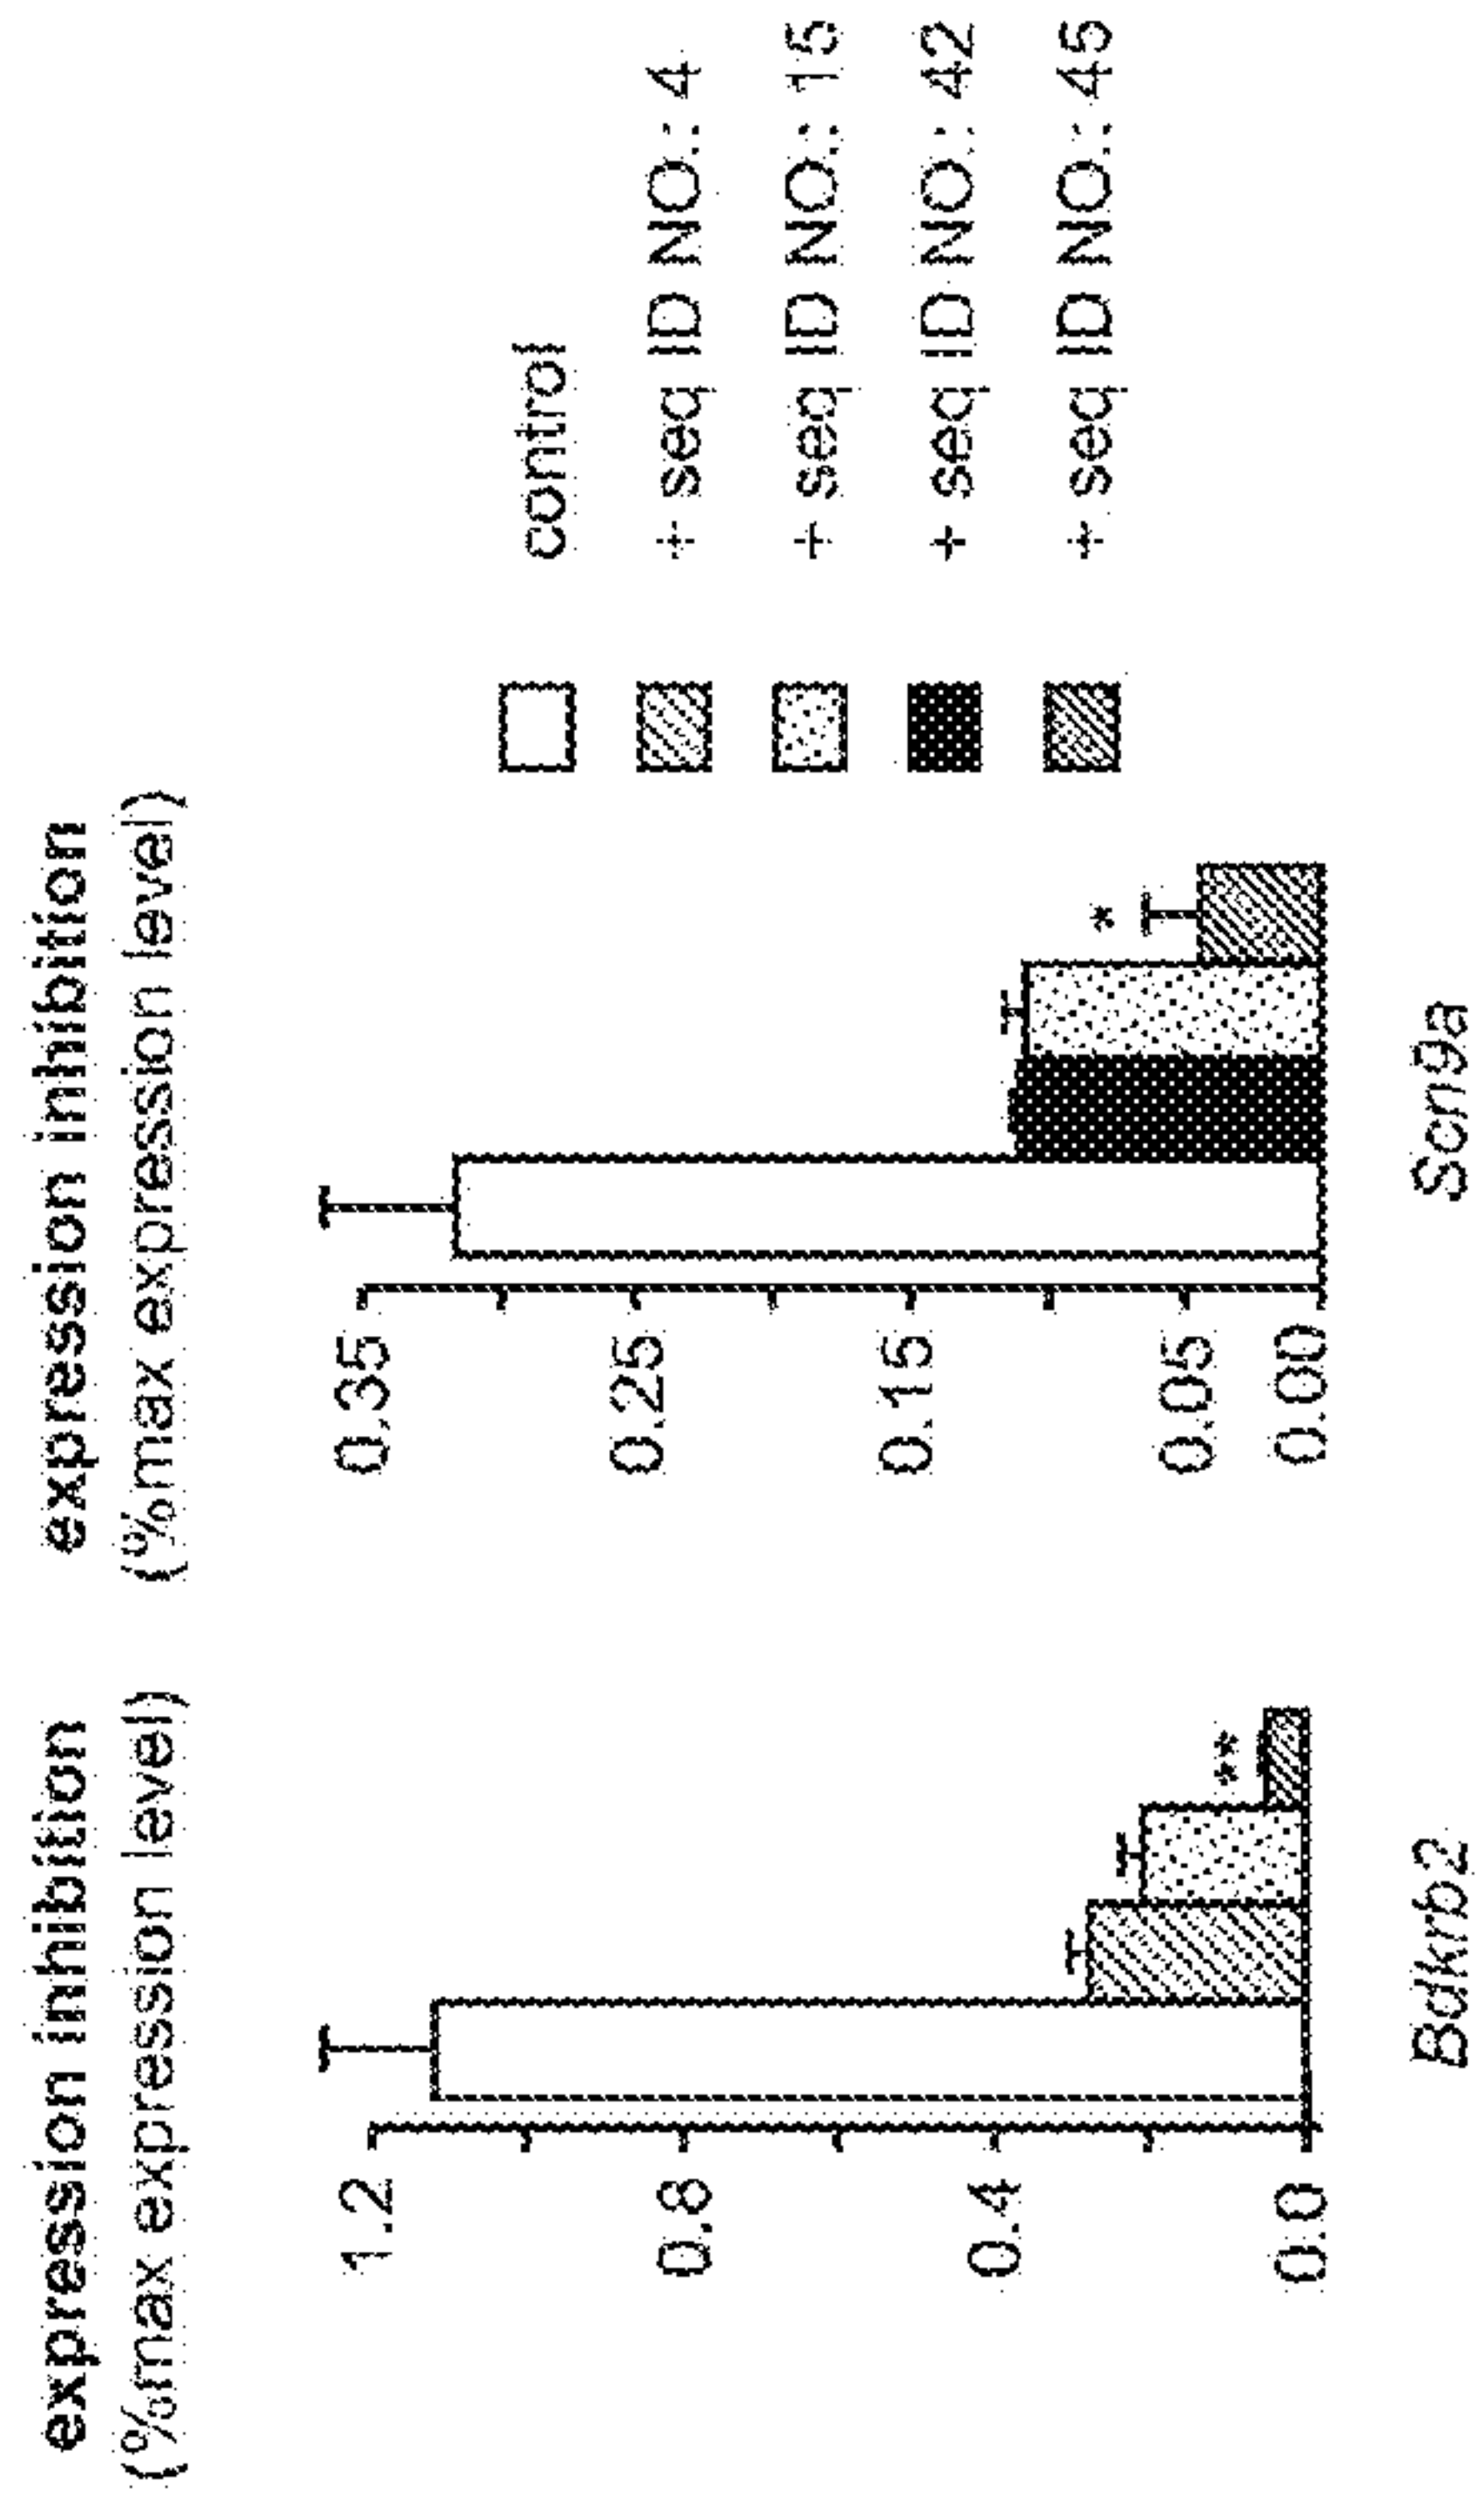 expression inhibition
(%max expression level)
1.2
0.8
0.4
0.0
Bdkrb2
**
expression inhibition
(%max expression level)
0.35
0.25
0.15
0.05
0.00
Scn9a
*
control
+ seq ID NO.: 4
+ seq ID NO.: 15
+ seq ID NO.: 42
+ seq ID NO.: 45